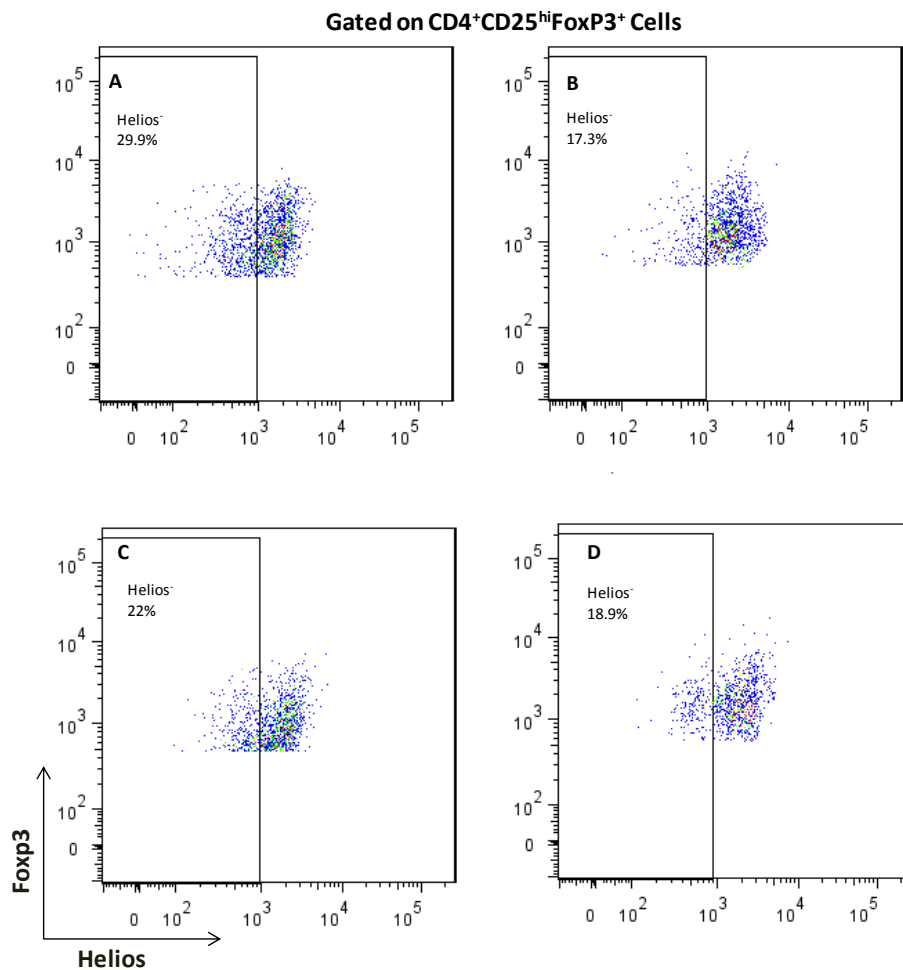 Gated on CD4⁺CD25ʰⁱFoxP3⁺ Cells
A
Helios⁻
29.9%
10⁵
10⁴
10³
10²
0
0 10² 10³ 10⁴ 10⁵
B
Helios⁻
17.3%
10⁵
10⁴
10³
10²
0
0 10² 10³ 10⁴ 10⁵
C
Helios⁻
22%
10⁵
10⁴
10³
10²
0
0 10² 10³ 10⁴ 10⁵
D
Helios⁻
18.9%
10⁵
10⁴
10³
10²
0
0 10² 10³ 10⁴ 10⁵
Foxp3
Helios